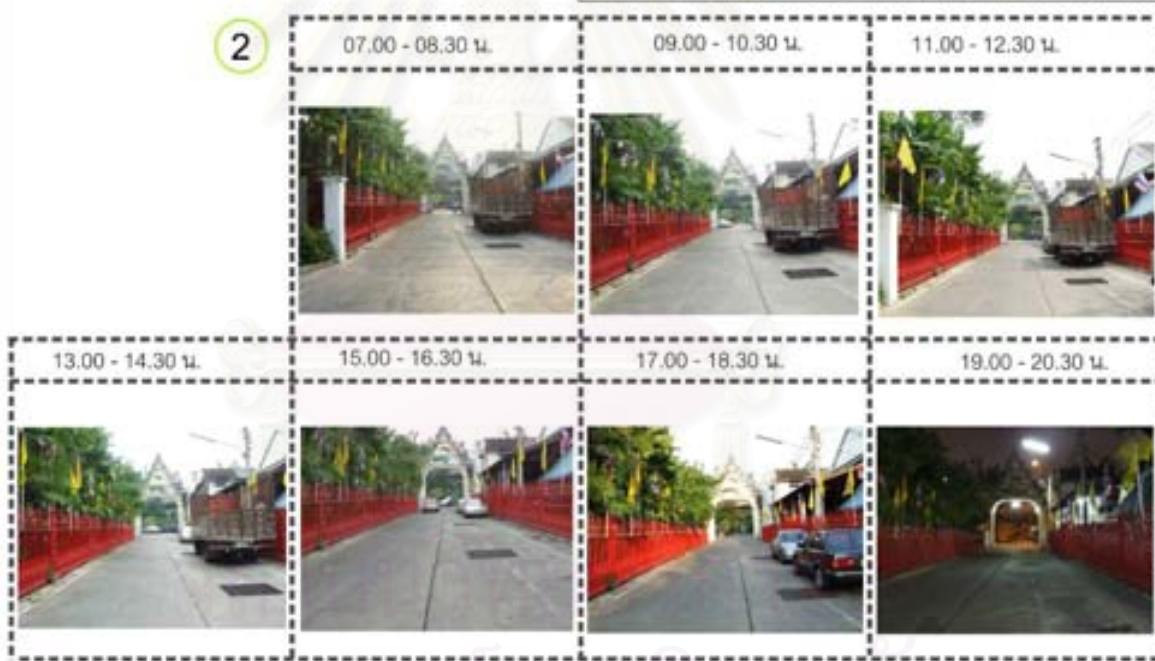 2
07.00 - 08.30 น.
09.00 - 10.30 น.
11.00 - 12.30 น.
13.00 - 14.30 น.
15.00 - 16.30 น.
17.00 - 18.30 น.
19.00 - 20.30 น.